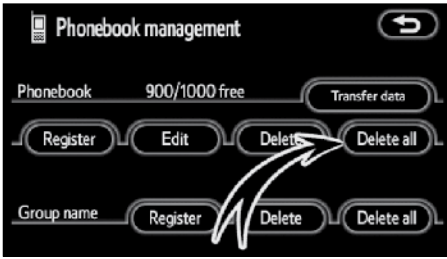 Phonebook management
Phonebook 900/1000 free Transfer data
Register Edit Delete Delete all
Group name Register Delete Delete all